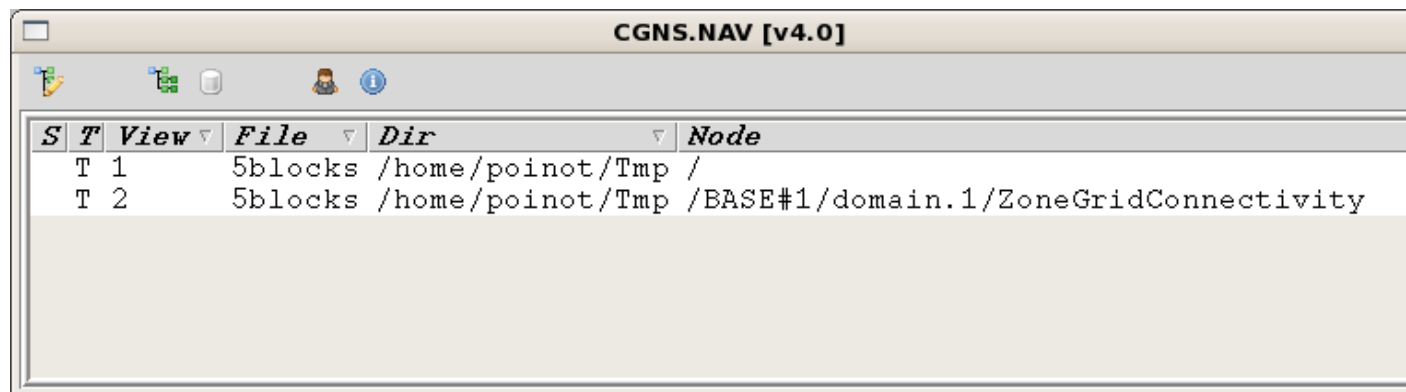 CGNS.NAV [v4.0]
S T View File Dir Node
T 1 5blocks /home/poinot/Tmp /
T 2 5blocks /home/poinot/Tmp /BASE#1/domain.1/ZoneGridConnectivity